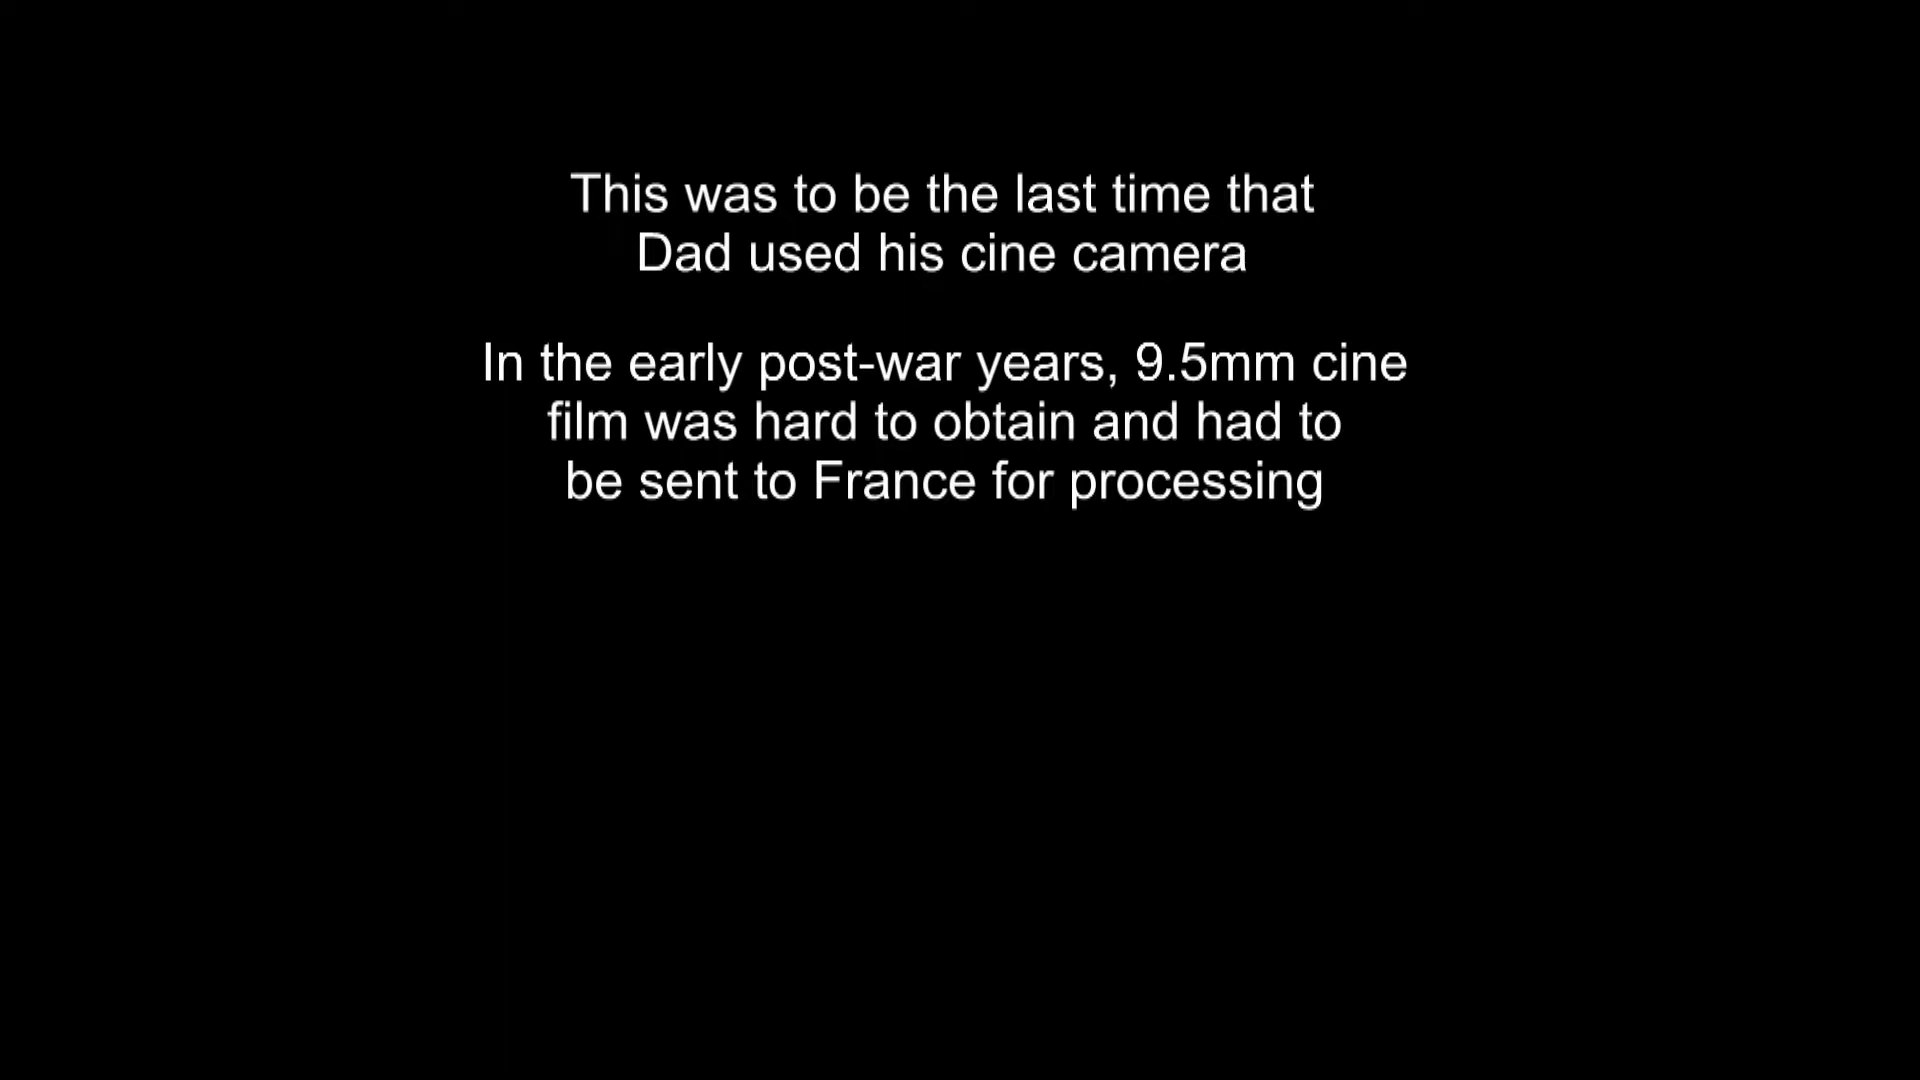 This was to be the last time that
Dad used his cine camera
In the early post-war years, 9.5mm cine
film was hard to obtain and had to
be sent to France for processing